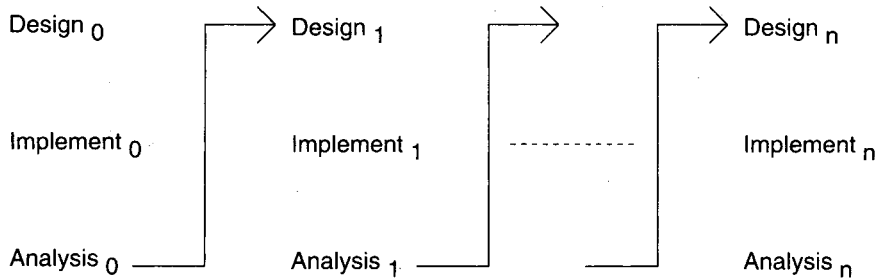 Design 0 Design 1 Design n
Implement 0 Implement 1 Implement n
Analysis 0 Analysis 1 Analysis n